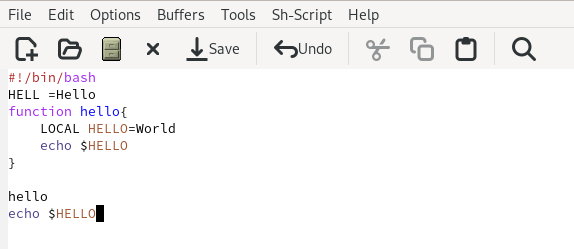 File Edit Options Buffers Tools Sh-Script Help
Save Undo
#!/bin/bash
HELL =Hello
function hello{
    LOCAL HELLO=World
    echo $HELLO
}
hello
echo $HELLO